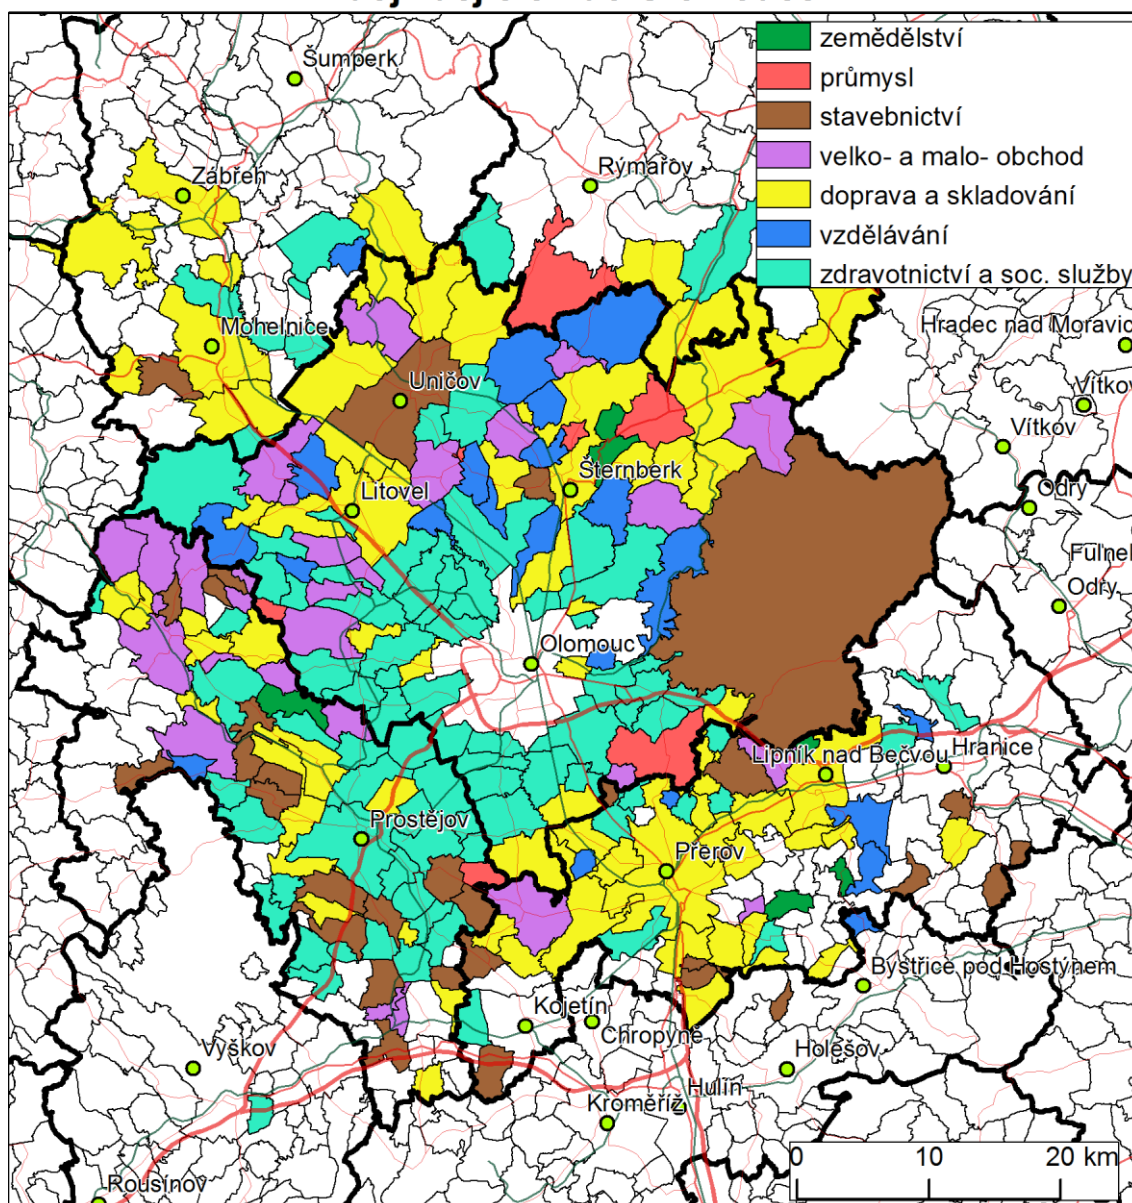 zemědělství
průmysl
stavebnictví
velko- a malo- obchod
doprava a skladování
vzdělávání
zdravotnictví a soc. služby
Šumperk
Rýmařov
Zábřeh
Hradec nad Moravic
Mohelnice
Vítkov
Uničov
Vítkov
Šternberk
Litovel
Odry
Fulnek
Odry
Olomouc
Lipník nad Bečvou
Hranice
Prostějov
Přerov
Bystřice pod Hostýnem
Kojetín
Chropyně
Vyškov
Holešov
Hulín
Kroměříž
Rousínov
0 10 20 km